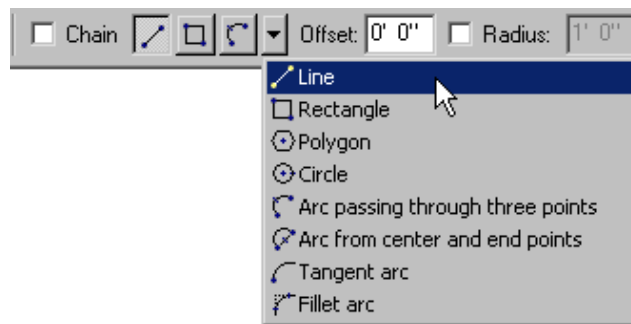 Chain Offset: 0' 0" Radius: 1' 0"
Line
Rectangle
Polygon
Circle
Arc passing through three points
Arc from center and end points
Tangent arc
Fillet arc